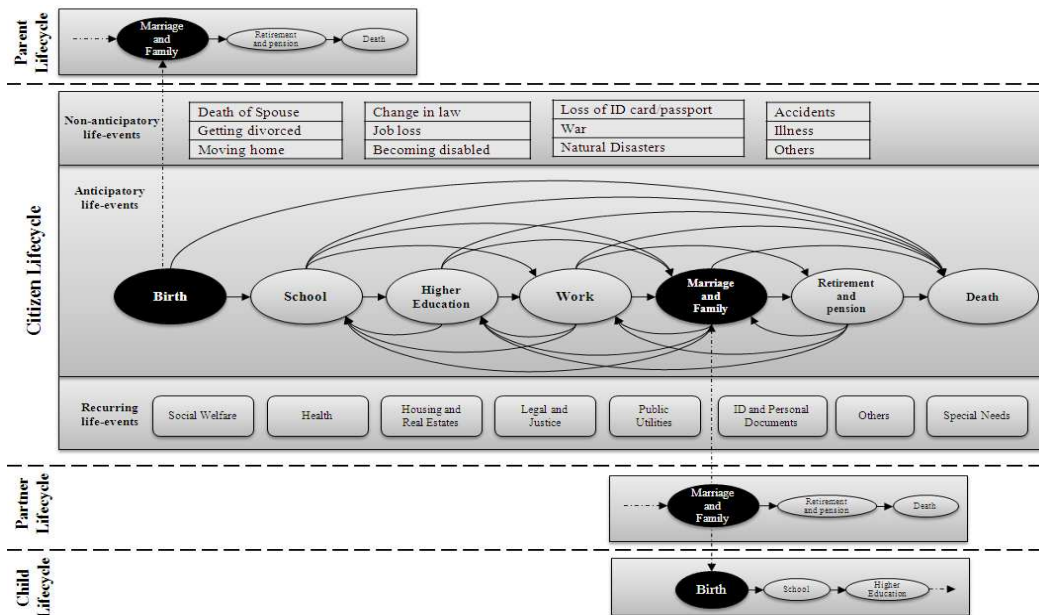 Parent
Lifecycle
Marriage
and
Family
Retirement
and pension
Death
Citizen Lifecycle
Non-anticipatory
life-events
Death of Spouse
Getting divorced
Moving home
Change in law
Job loss
Becoming disabled
Loss of ID card/passport
War
Natural Disasters
Accidents
Illness
Others
Anticipatory
life-events
Birth
School
Higher
Education
Work
Marriage
and
Family
Retirement
and
pension
Death
Recurring
life-events
Social Welfare
Health
Housing and
Real Estates
Legal and
Justice
Public
Utilities
ID and Personal
Documents
Others
Special Needs
Partner
Lifecycle
Marriage
and
Family
Retirement
and pension
Death
Child
Lifecycle
Birth
School
Higher
Education